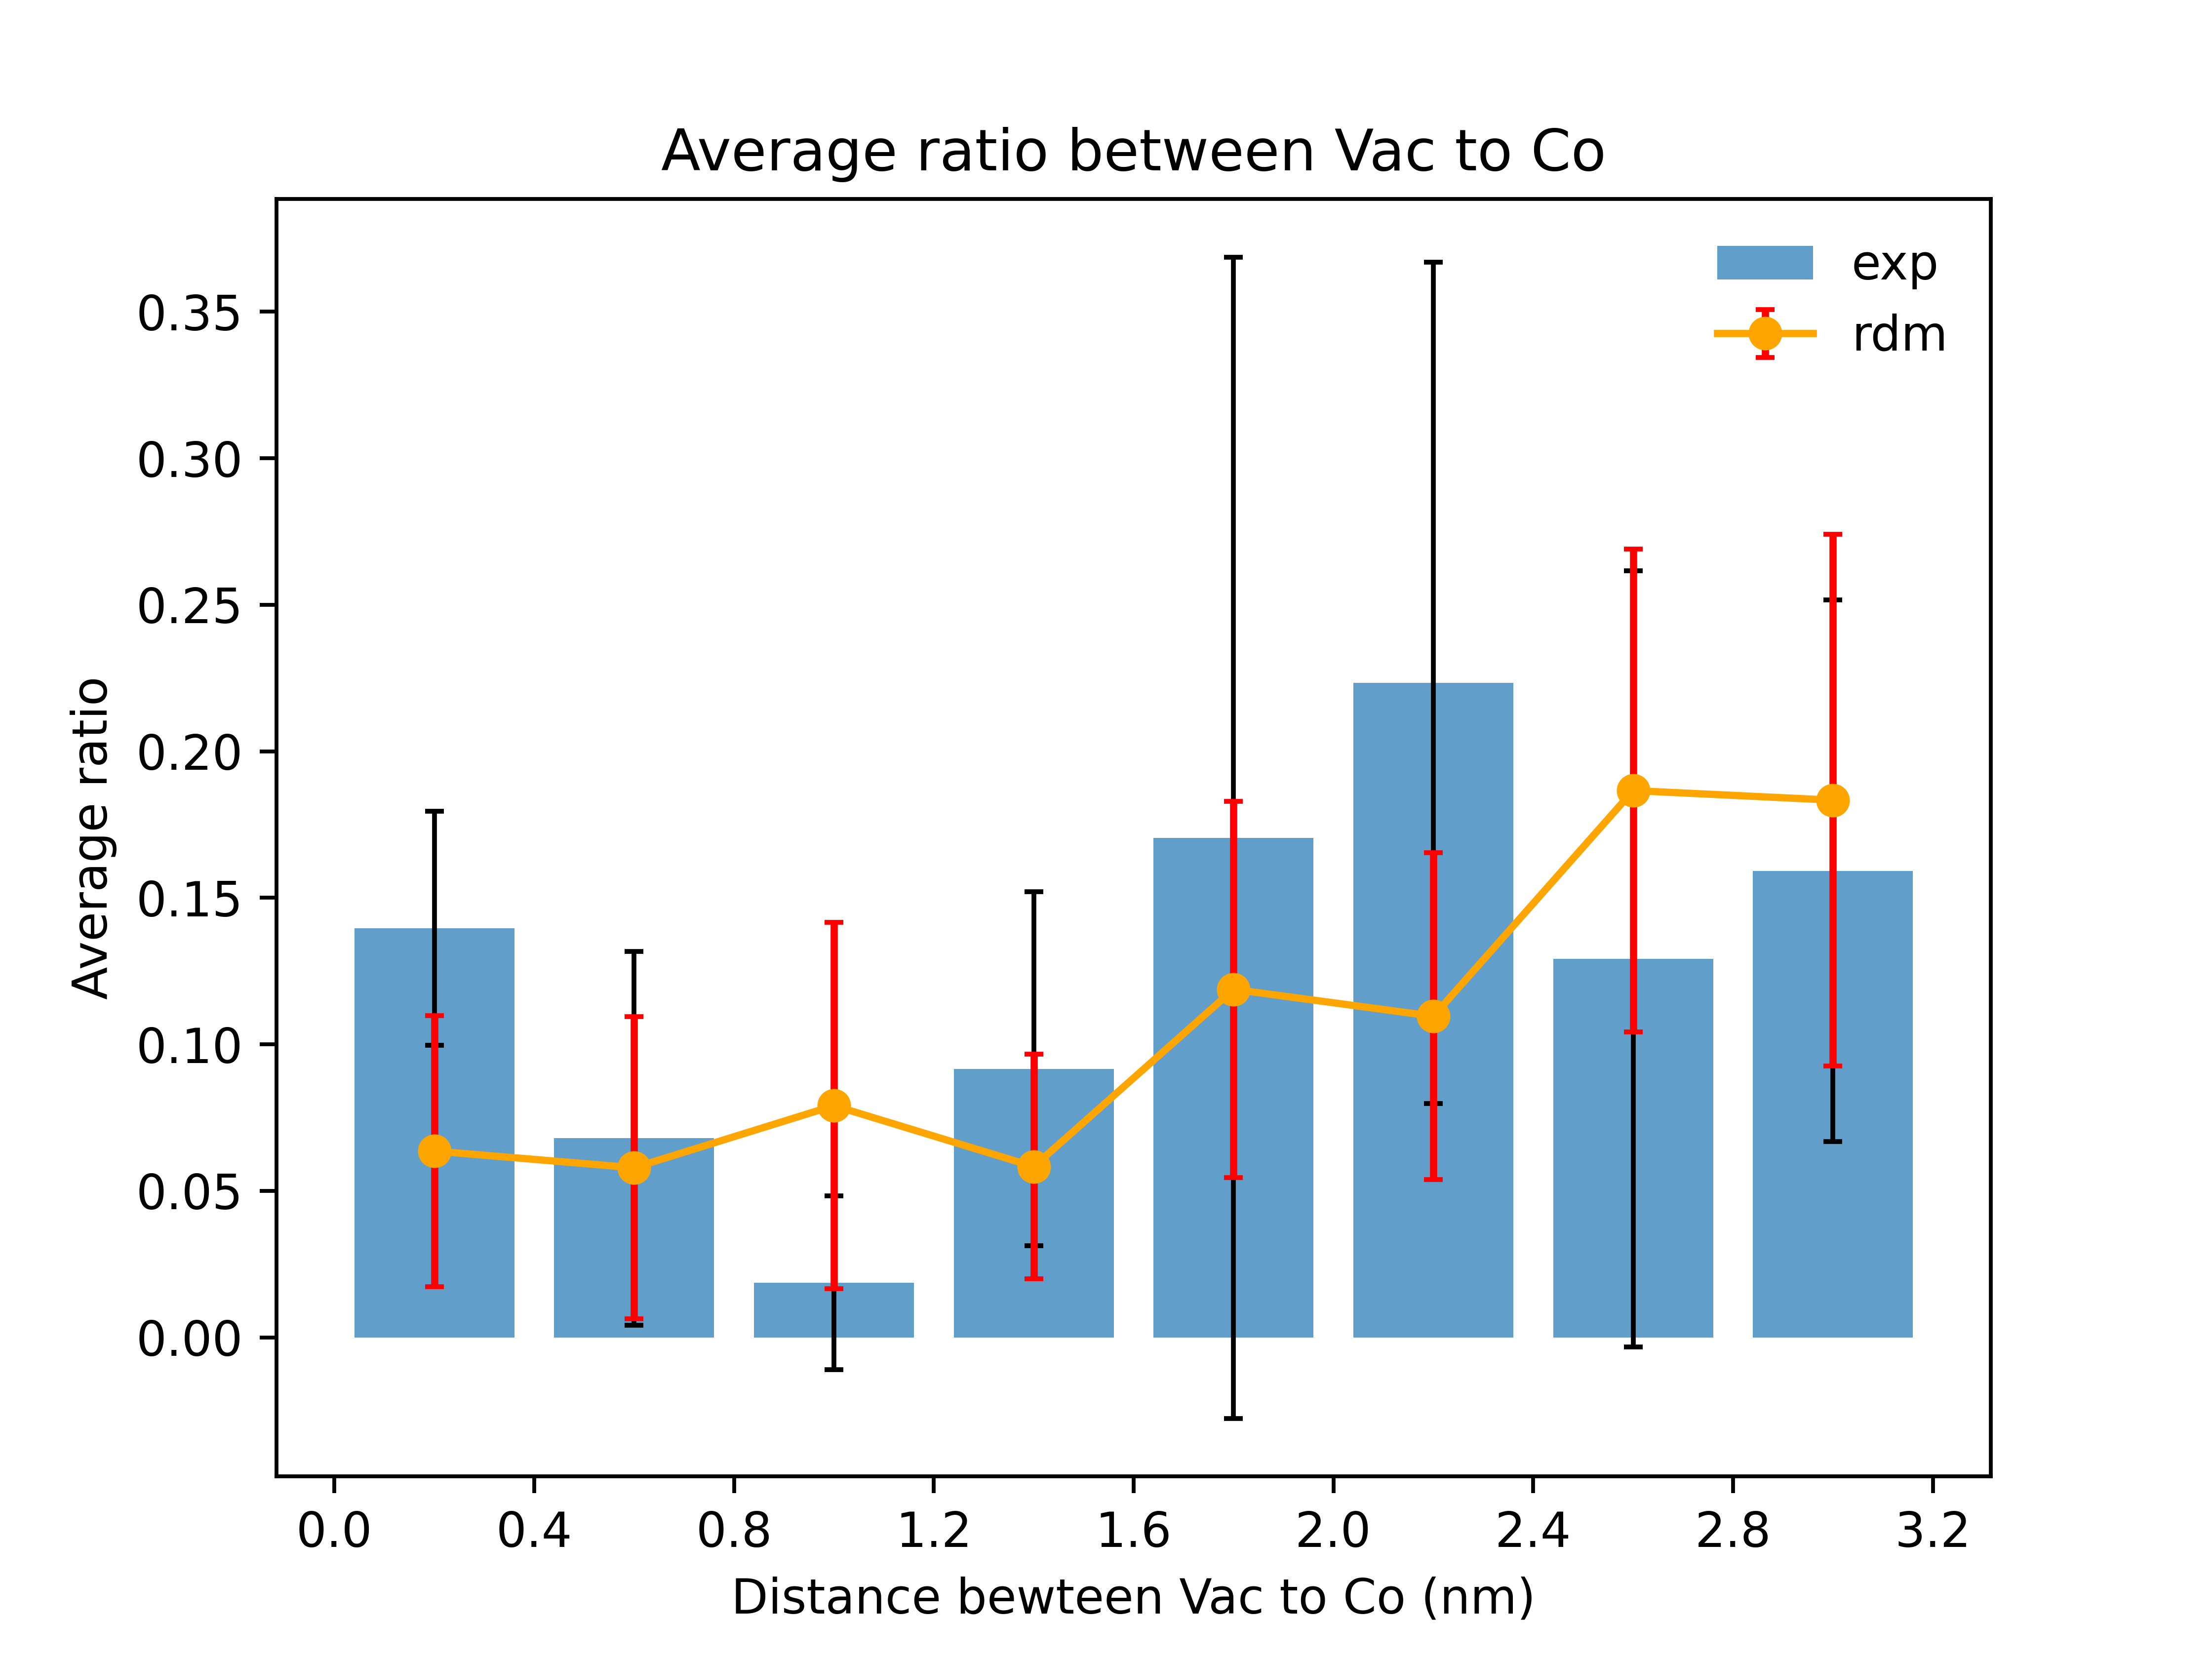 Average ratio between Vac to Co
exp
rdm
0.35
0.30
0.25
0.20
0.15
0.10
0.05
0.00
Average ratio
0.0 0.4 0.8 1.2 1.6 2.0 2.4 2.8 3.2
Distance bewteen Vac to Co (nm)